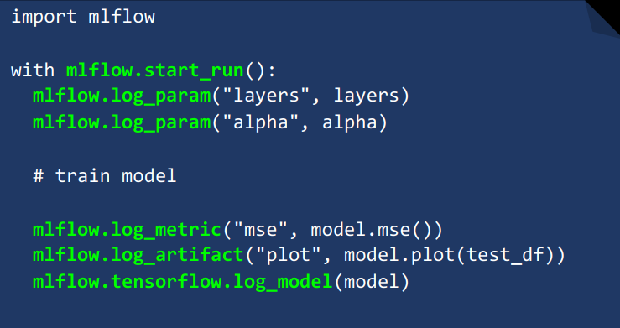 import mlflow
with mlflow.start_run():
mlflow.log_param("layers", layers)
mlflow.log_param("alpha", alpha)
# train model
mlflow.log_metric("mse", model.mse())
mlflow.log_artifact("plot", model.plot(test_df))
mlflow.tensorflow.log_model(model)